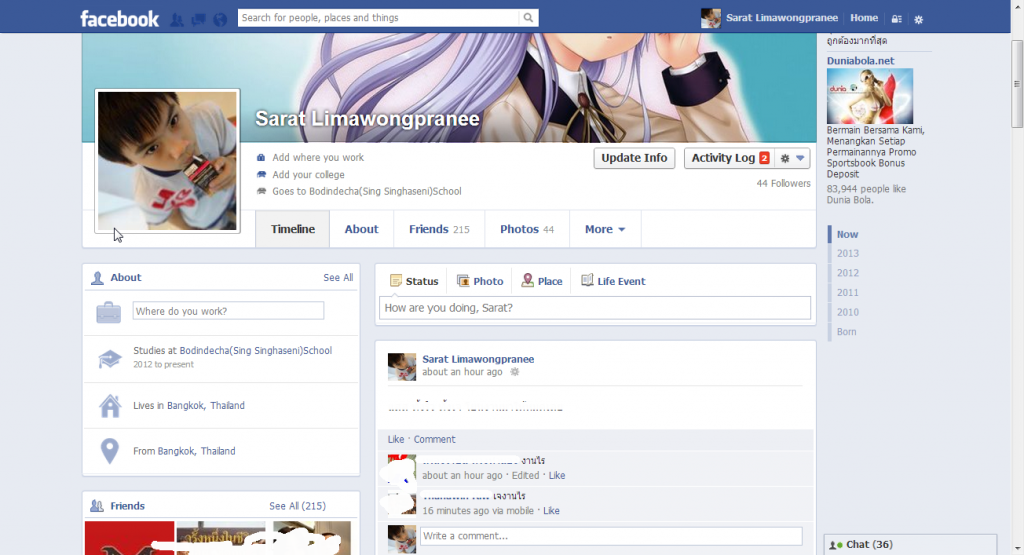 facebook
Search for people, places and things
Sarat Limawongpranee
Home
ถูกต้องมากที่สุด
Duniabola.net
dunia
Bermain Bersama Kami,
Menangkan Setiap
Permainannya Promo
Sportsbook Bonus
Deposit
83,944 people like
Dunia Bola.
Sarat Limawongpranee
Add where you work
Add your college
Goes to Bodindecha(Sing Singhaseni)School
Update Info
Activity Log 2
44 Followers
Timeline
About
Friends 215
Photos 44
More
Now
2013
2012
2011
2010
Born
About
See All
Where do you work?
Studies at Bodindecha(Sing Singhaseni)School
2012 to present
Lives in Bangkok, Thailand
From Bangkok, Thailand
Friends
See All (215)
Status
Photo
Place
Life Event
How are you doing, Sarat?
Sarat Limawongpranee
about an hour ago
Like · Comment
งานไร
about an hour ago · Edited · Like
เจงานไร
16 minutes ago via mobile · Like
Write a comment...
Chat (36)